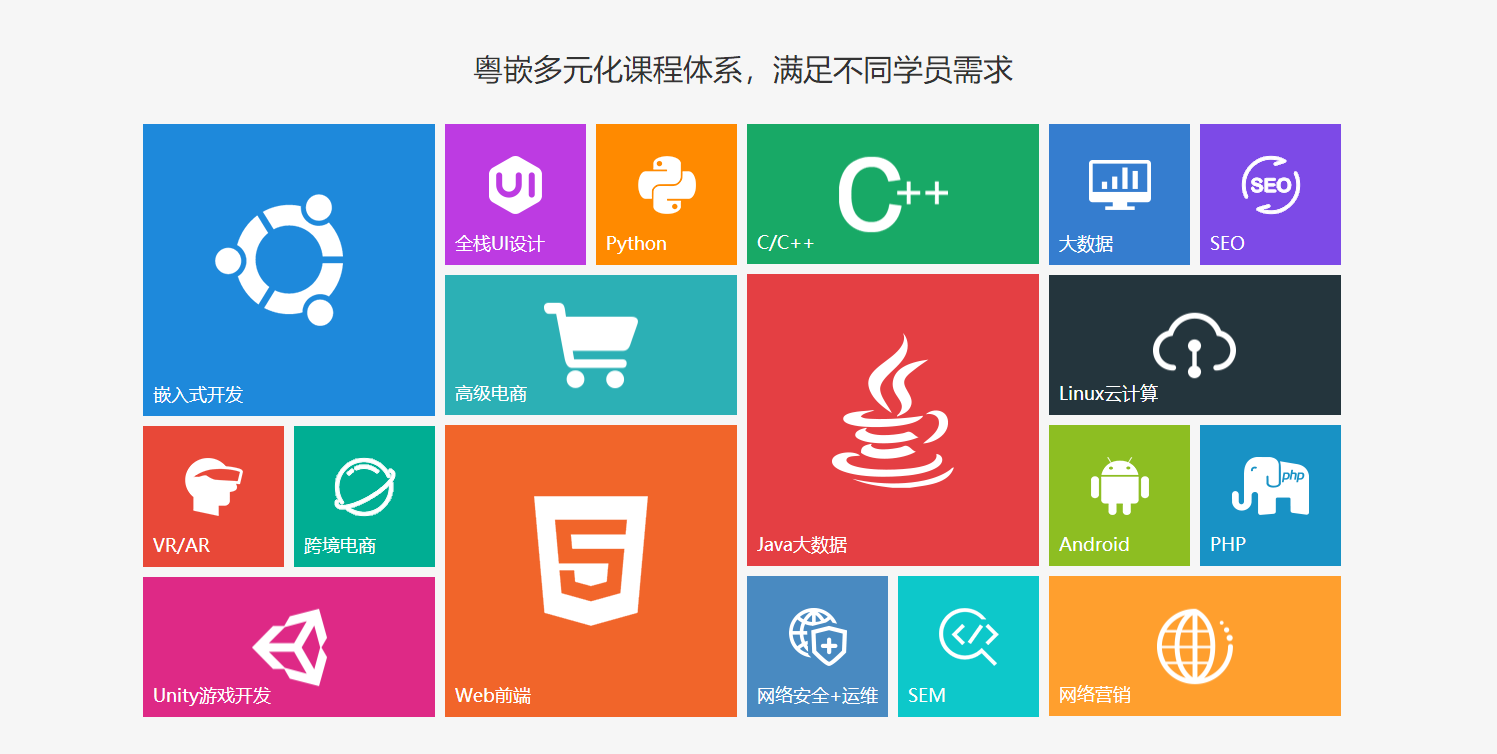 粤嵌多元化课程体系，满足不同学员需求
UI
SEO
C++
全栈UI设计
Python
C/C++
大数据
SEO
嵌入式开发
高级电商
Linux云计算
php
VR/AR
跨境电商
Java大数据
Android
PHP
5
Unity游戏开发
Web前端
网络安全+运维
SEM
网络营销